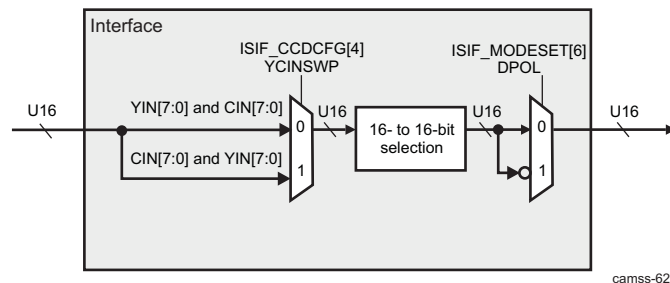 Interface
ISIF_CCDCFG[4]
YCINSWP
ISIF_MODESET[6]
DPOL
U16
YIN[7:0] and CIN[7:0]
0
U16
16- to 16-bit
selection
U16
0
U16
CIN[7:0] and YIN[7:0]
1
1
camss-62